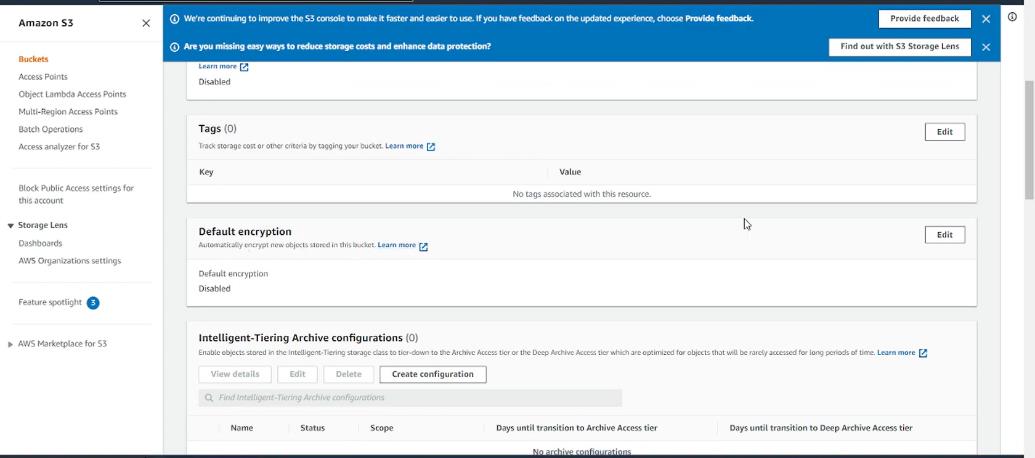 Amazon S3
We're continuing to improve the S3 console to make it faster and easier to use. If you have feedback on the updated experience, choose Provide feedback.
Provide feedback
Are you missing easy ways to reduce storage costs and enhance data protection?
Find out with S3 Storage Lens
Buckets
Access Points
Object Lambda Access Points
Multi-Region Access Points
Batch Operations
Access analyzer for S3
Block Public Access settings for
this account
Storage Lens
Dashboards
AWS Organizations settings
Feature spotlight 3
AWS Marketplace for S3
Learn more
Disabled
Tags (0)
Edit
Track storage cost or other criteria by tagging your bucket. Learn more
Key Value
No tags associated with this resource.
Default encryption
Edit
Automatically encrypt new objects stored in this bucket. Learn more
Default encryption
Disabled
Intelligent-Tiering Archive configurations (0)
Enable objects stored in the Intelligent-Tiering storage class to tier-down to the Archive Access tier or the Deep Archive Access tier which are optimized for objects that will be rarely accessed for long periods of time. Learn more
View details Edit Delete Create configuration
Find Intelligent-Tiering Archive configurations
Name Status Scope Days until transition to Archive Access tier Days until transition to Deep Archive Access tier
No archive configurations